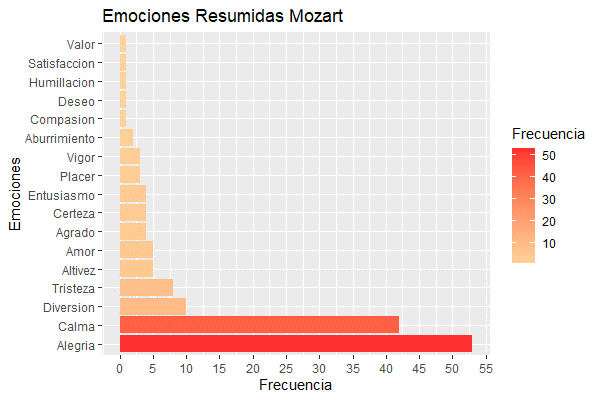 Emociones Resumidas Mozart
Emociones
Valor
Satisfaccion
Humillacion
Deseo
Compasion
Aburrimiento
Vigor
Placer
Entusiasmo
Certeza
Agrado
Amor
Altivez
Tristeza
Diversion
Calma
Alegria
0 5 10 15 20 25 30 35 40 45 50 55
Frecuencia
Frecuencia
50
40
30
20
10